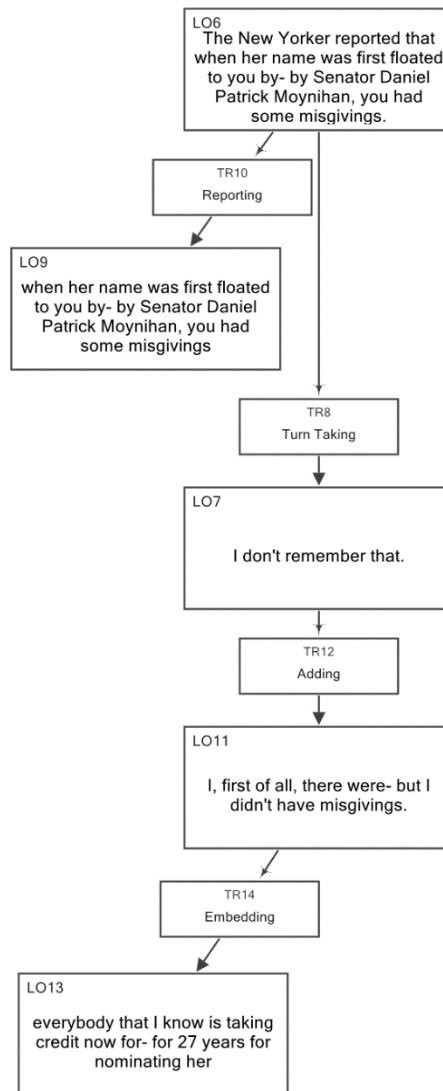 LO6
The New Yorker reported that
when her name was first floated
to you by- by Senator Daniel
Patrick Moynihan, you had
some misgivings.
TR10
Reporting
LO9
when her name was first floated
to you by- by Senator Daniel
Patrick Moynihan, you had
some misgivings
TR8
Turn Taking
LO7
I don't remember that.
TR12
Adding
LO11
I, first of all, there were- but I
didn't have misgivings.
TR14
Embedding
LO13
everybody that I know is taking
credit now for- for 27 years for
nominating her